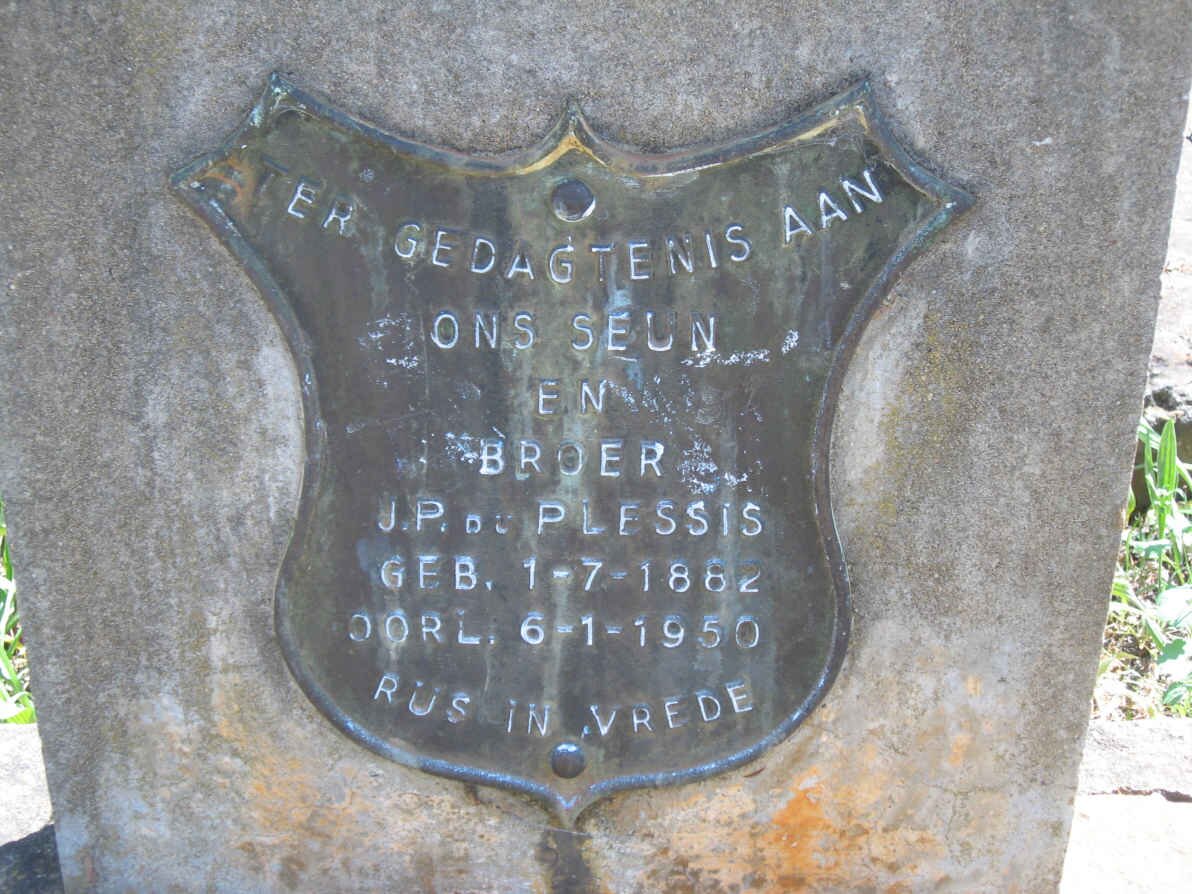 TER GEDAGTENIS AAN
ONS SEUN
EN
BROER
J.P. DU PLESSIS
GEB. 1-7-1882
OORL. 6-1-1950
RUS IN VREDE